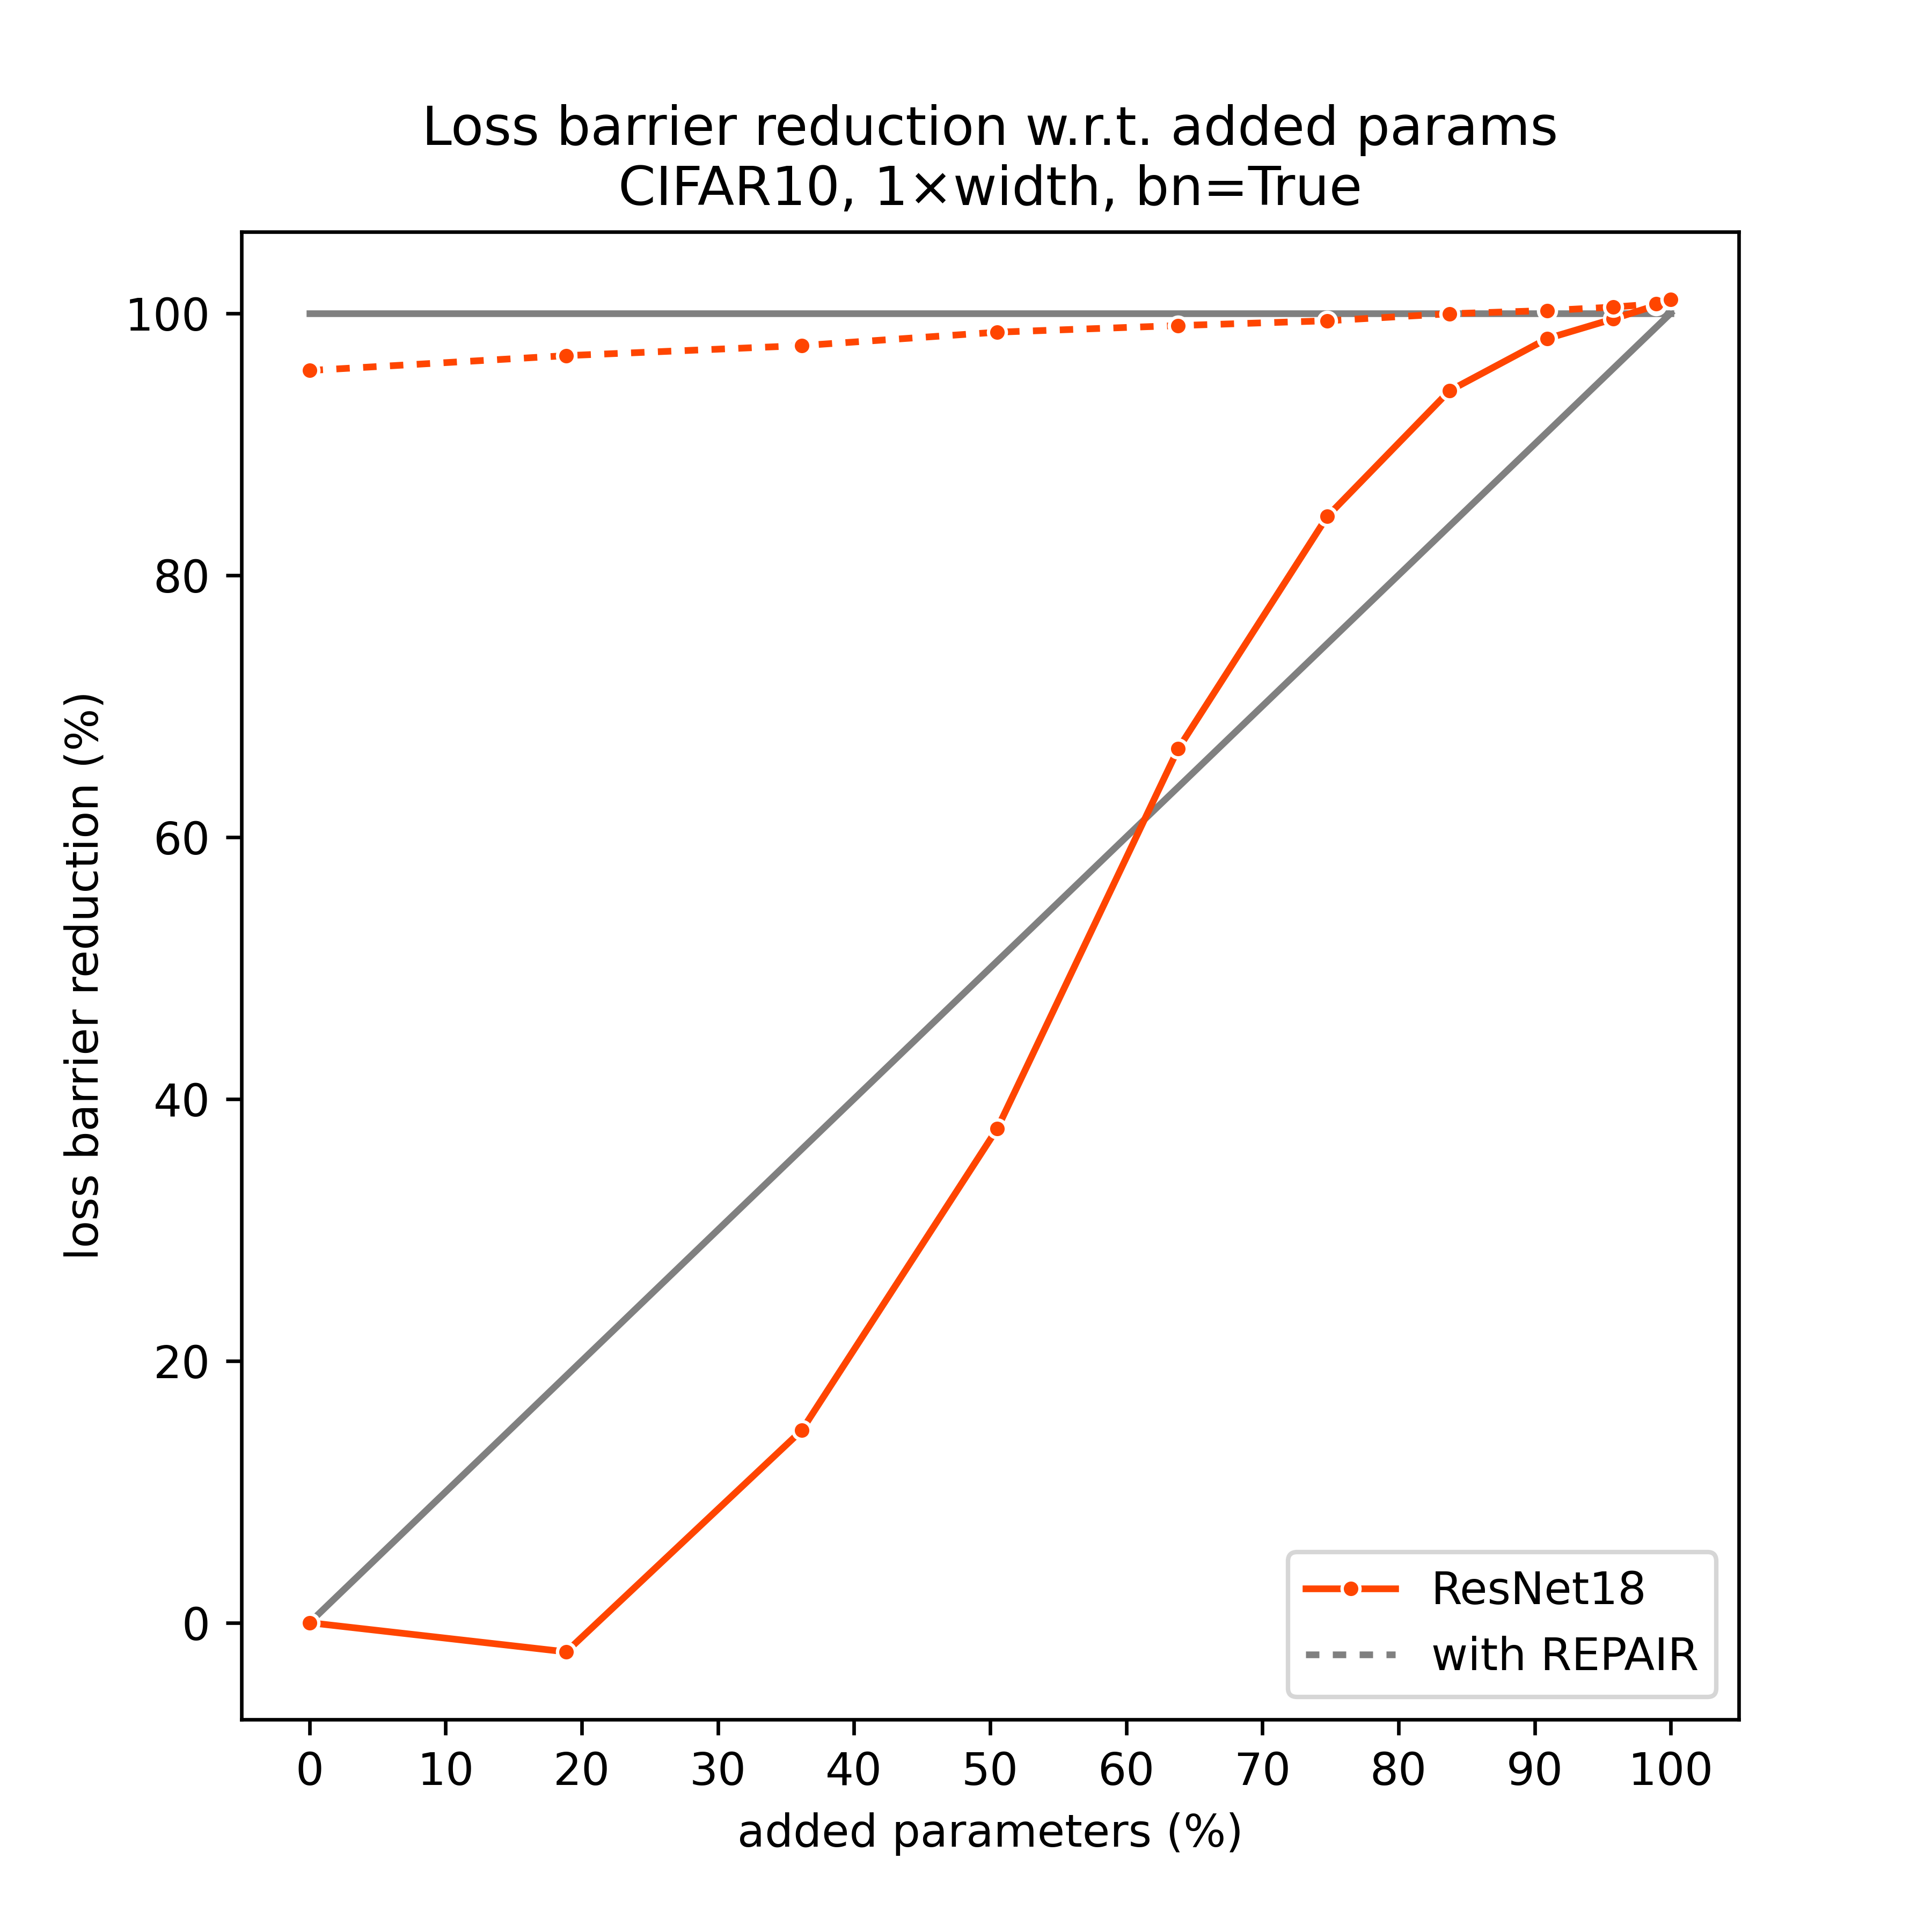 Loss barrier reduction w.r.t. added params
CIFAR10, 1×width, bn=True
100
80
60
40
20
0
loss barrier reduction (%)
ResNet18
with REPAIR
0 10 20 30 40 50 60 70 80 90 100
added parameters (%)